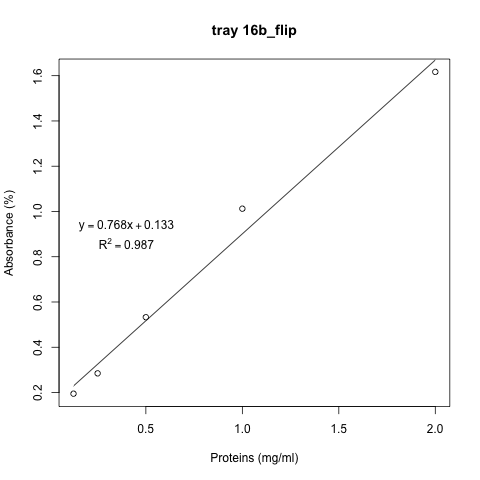 tray 16b_flip
Absorbance (%)
1.6
1.4
1.2
1.0
0.8
0.6
0.4
0.2
y = 0.768x + 0.133
R² = 0.987
0.5 1.0 1.5 2.0
Proteins (mg/ml)